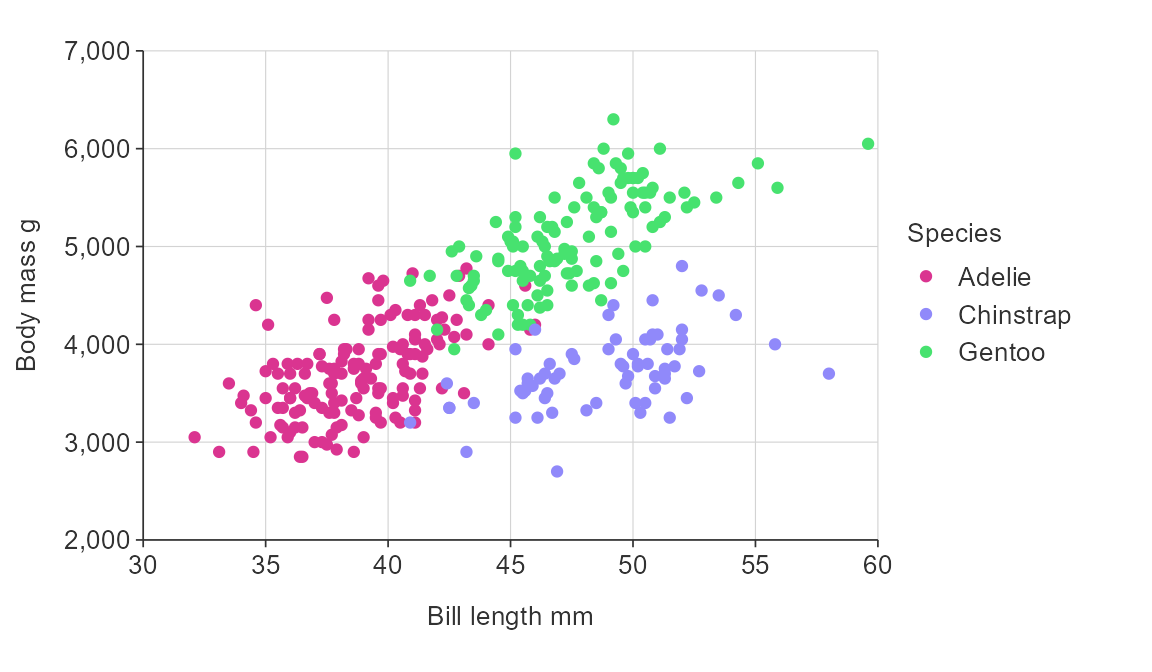 7,000
6,000
5,000
4,000
3,000
2,000
30 35 40 45 50 55 60
Body mass g
Bill length mm
Species
Adelie
Chinstrap
Gentoo